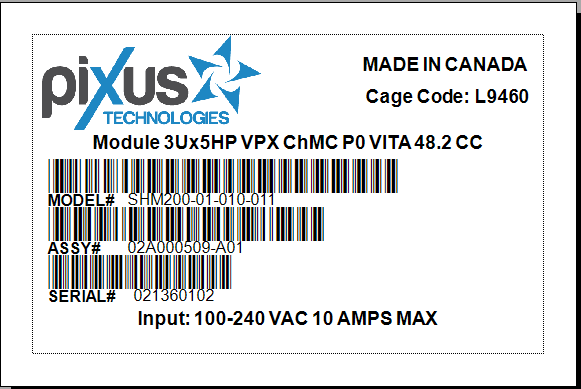 piXus
TECHNOLOGIES
MADE IN CANADA
Cage Code: L9460
Module 3Ux5HP VPX ChMC P0 VITA 48.2 CC
MODEL# SHM200-01-010-011
ASSY# 02A000509-A01
SERIAL# 021360102
Input: 100-240 VAC 10 AMPS MAX